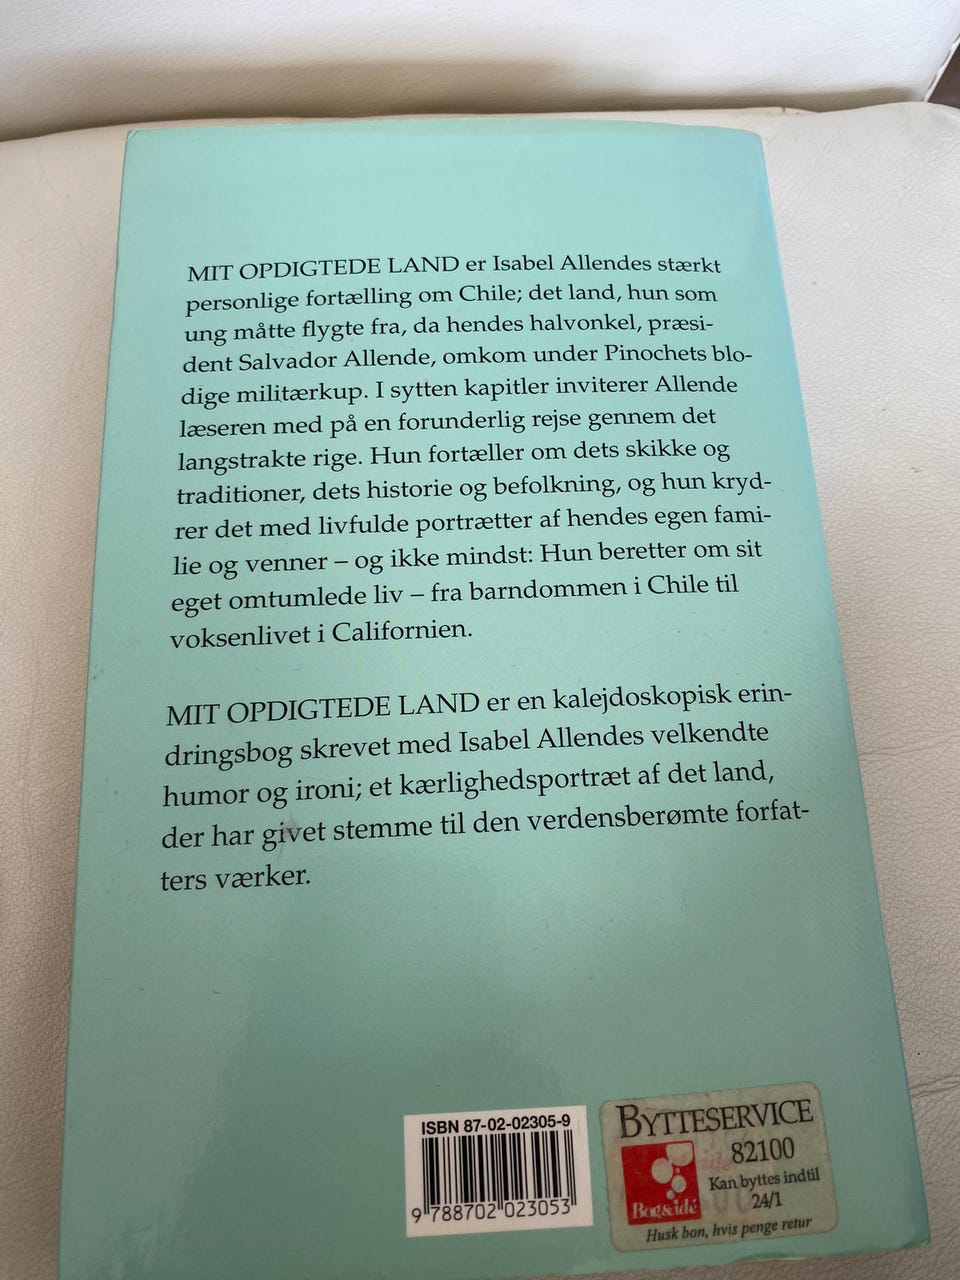 MIT OPDIGTEDE LAND er Isabel Allendes stærkt
personlige fortælling om Chile; det land, hun som
ung måtte flygte fra, da hendes halvonkel, præsi-
dent Salvador Allende, omkom under Pinochets blo-
dige militærkup. I sytten kapitler inviterer Allende
læseren med på en forunderlig rejse gennem det
langstrakte rige. Hun fortæller om dets skikke og
traditioner, dets historie og befolkning, og hun kryd-
rer det med livfulde portrætter af hendes egen fami-
lie og venner – og ikke mindst: Hun beretter om sit
eget omtumlede liv – fra barndommen i Chile til
voksenlivet i Californien.
MIT OPDIGTEDE LAND er en kalejdoskopisk erin-
dringsbog skrevet med Isabel Allendes velkendte
humor og ironi; et kærlighedsportræt af det land,
der har givet stemme til den verdensberømte forfat-
ters værker.
ISBN 87-02-02305-9
9 788702 023053
BYTTESERVICE
82100
Kan byttes indtil
24/1
Bog&idé
Husk bon, hvis penge retur